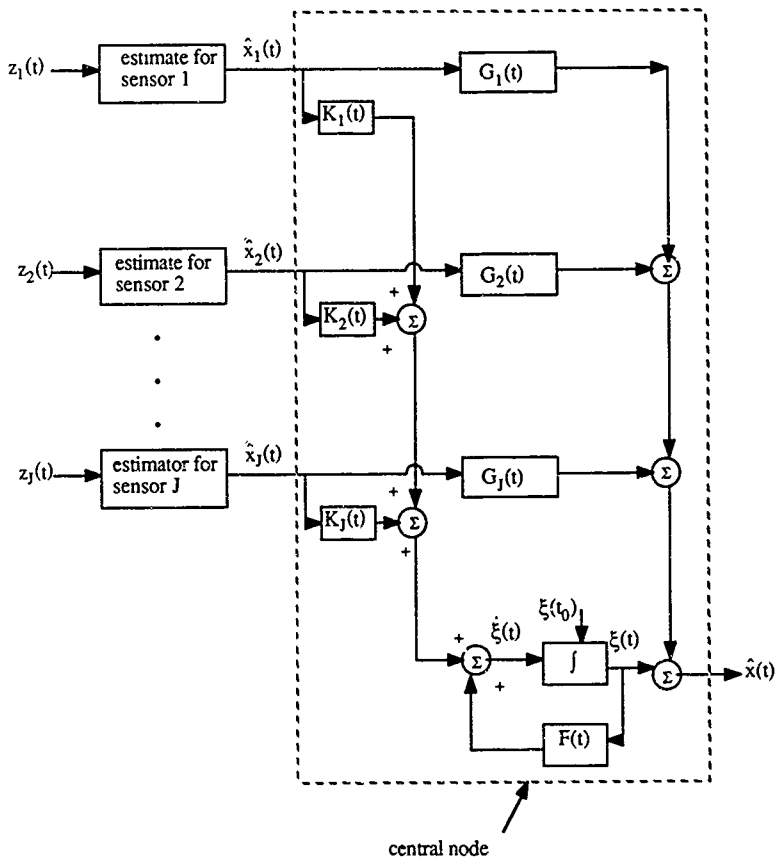 z₁(t)
estimate for
sensor 1
x̂₁(t)
G₁(t)
K₁(t)
z₂(t)
estimate for
sensor 2
x̂₂(t)
G₂(t)
+
Σ
K₂(t)
Σ
+
z_J(t)
estimator for
sensor J
x̂_J(t)
G_J(t)
+
Σ
K_J(t)
Σ
+
ξ(t₀)
+
ξ̇(t)
ξ(t)
Σ
∫
Σ
x̂(t)
+
F(t)
central node